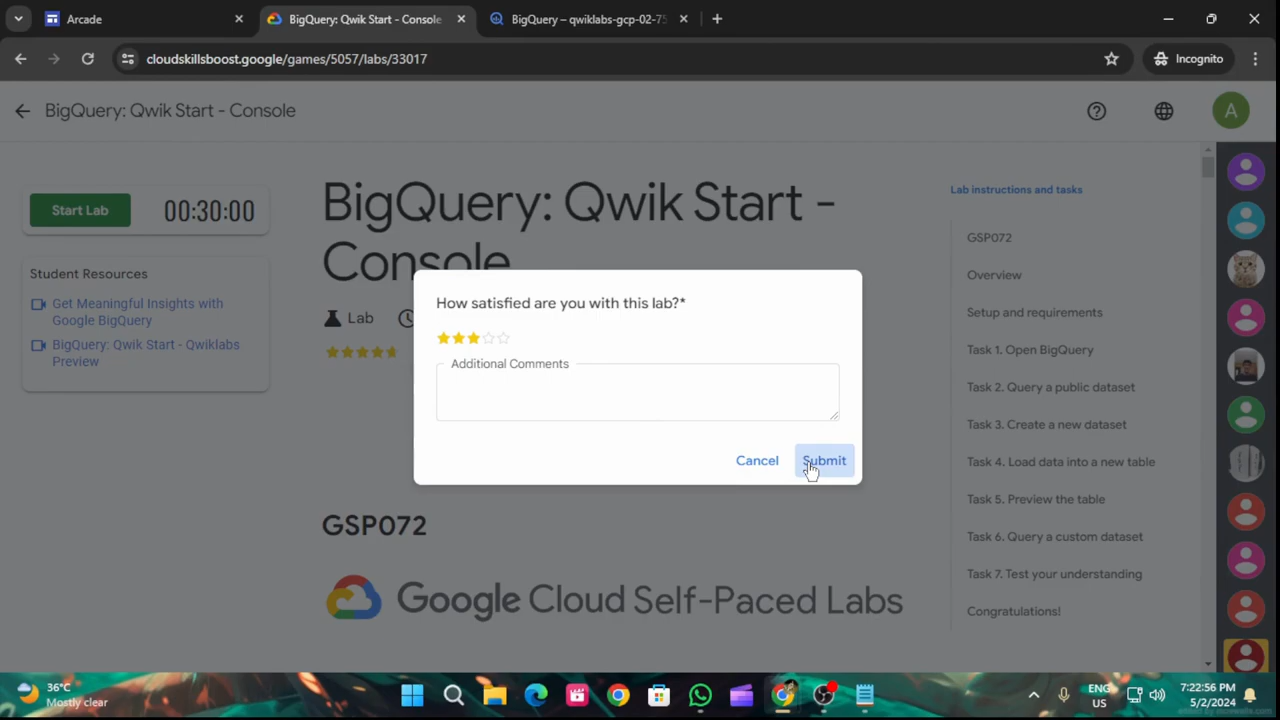 Arcade
BigQuery: Qwik Start - Console
BigQuery – qwiklabs-gcp-02-75
cloudskillsboost.google/games/5057/labs/33017
Incognito
BigQuery: Qwik Start - Console
A
Start Lab
00:30:00
Student Resources
Get Meaningful Insights with
Google BigQuery
BigQuery: Qwik Start - Qwiklabs
Preview
BigQuery: Qwik Start -
Console
Lab
How satisfied are you with this lab?*
Additional Comments
Cancel
Submit
GSP072
Google Cloud Self-Paced Labs
Lab instructions and tasks
GSP072
Overview
Setup and requirements
Task 1. Open BigQuery
Task 2. Query a public dataset
Task 3. Create a new dataset
Task 4. Load data into a new table
Task 5. Preview the table
Task 6. Query a custom dataset
Task 7. Test your understanding
Congratulations!
36°C
Mostly clear
ENG
US
7:22:56 PM
5/2/2024